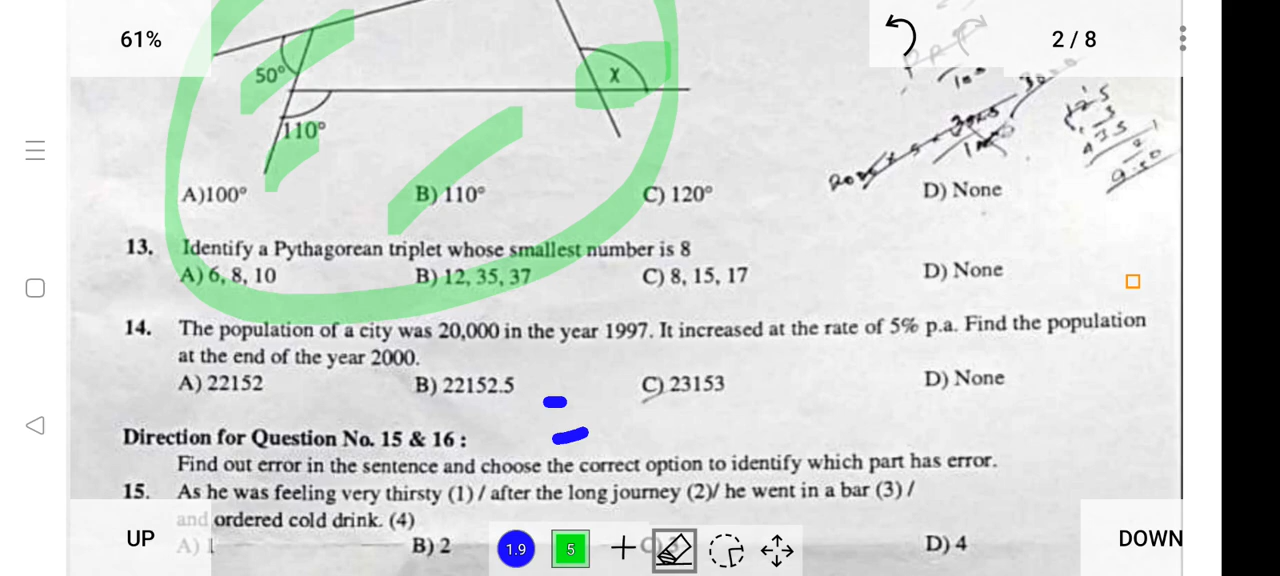 61%
2 / 8
50°
X
110°
A)100° B) 110° C) 120° D) None
13. Identify a Pythagorean triplet whose smallest number is 8
A) 6, 8, 10 B) 12, 35, 37 C) 8, 15, 17 D) None
14. The population of a city was 20,000 in the year 1997. It increased at the rate of 5% p.a. Find the population
at the end of the year 2000.
A) 22152 B) 22152.5 C) 23153 D) None
Direction for Question No. 15 & 16 :
Find out error in the sentence and choose the correct option to identify which part has error.
15. As he was feeling very thirsty (1) / after the long journey (2)/ he went in a bar (3) /
and ordered cold drink. (4)
UP
A) 1 B) 2 D) 4
1.9
5
DOWN